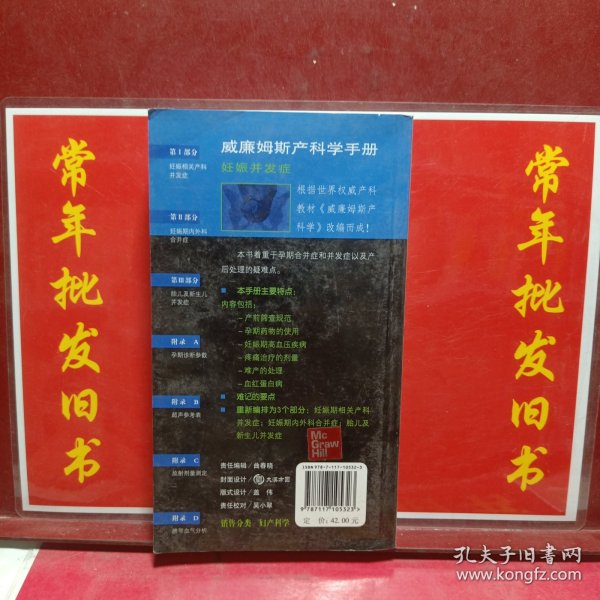 常年批发旧书
威廉姆斯产科学手册
妊娠并发症
根据世界权威产科
教材《威廉姆斯产
科学》改编而成！
第Ⅰ部分
妊娠相关产科
并发症
第Ⅱ部分
妊娠期内外科
合并症
第Ⅲ部分
胎儿及新生儿
并发症
附录 A
孕期诊断参数
附录 B
超声参考表
附录 C
放射剂量测定
附录 D
脐带血气分析
本书着重于孕期合并症和并发症以及产
后处理的疑难点。
■ 本手册主要特点：
内容包括：
－产前筛查规范
－孕期药物的使用
－妊娠期高血压疾病
－疼痛治疗的剂量
－难产的处理
－血红蛋白病
■ 难记的要点
■ 重新编排为3个部分：妊娠期相关产科
并发症；妊娠期内外科合并症；胎儿及
新生儿并发症
Mc
Graw
Hill
责任编辑／曲春晓
封面设计／
版式设计／盖 伟
责任校对／吴小翠
销售分类 妇产科学
ISBN 978-7-117-10532-3
9 787117 105323 >
定 价：42.00 元
常年批发旧书
孔夫子旧书网
www.kongfz.com